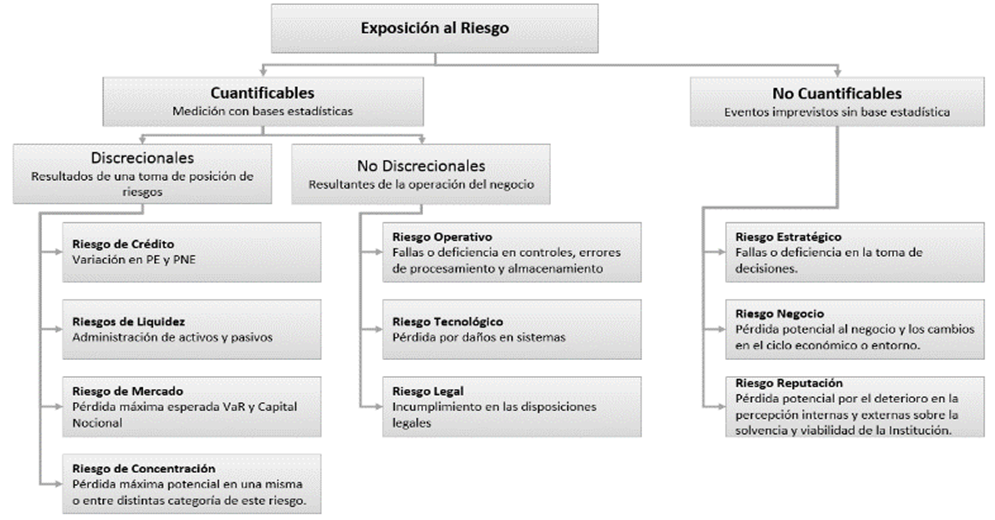 Exposición al Riesgo
Cuantificables
Medición con bases estadísticas
No Cuantificables
Eventos imprevistos sin base estadística
Discrecionales
Resultados de una toma de posición de
riesgos
No Discrecionales
Resultantes de la operación del negocio
Riesgo de Crédito
Variación en PE y PNE
Riesgos de Liquidez
Administración de activos y pasivos
Riesgo de Mercado
Pérdida máxima esperada VaR y Capital
Nocional
Riesgo de Concentración
Pérdida máxima potencial en una misma
o entre distintas categoría de este riesgo.
Riesgo Operativo
Fallas o deficiencia en controles, errores
de procesamiento y almacenamiento
Riesgo Tecnológico
Pérdida por daños en sistemas
Riesgo Legal
Incumplimiento en las disposiciones
legales
Riesgo Estratégico
Fallas o deficiencia en la toma de
decisiones.
Riesgo Negocio
Pérdida potencial al negocio y los cambios
en el ciclo económico o entorno.
Riesgo Reputación
Pérdida potencial por el deterioro en la
percepción internas y externas sobre la
solvencia y viabilidad de la Institución.